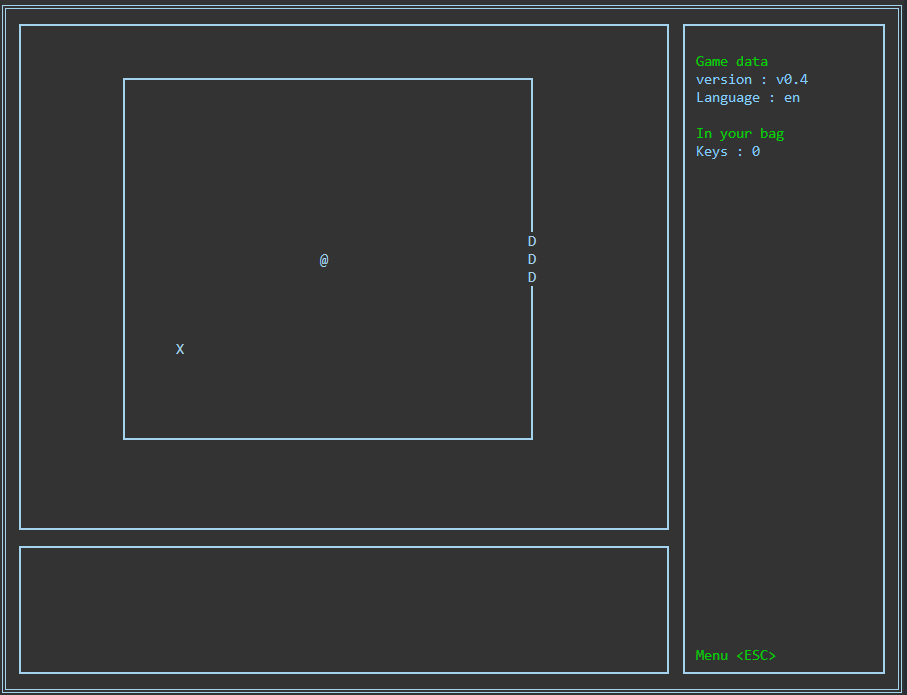 Game data
version : v0.4
Language : en
In your bag
Keys : 0
D
@
D
D
X
Menu <ESC>